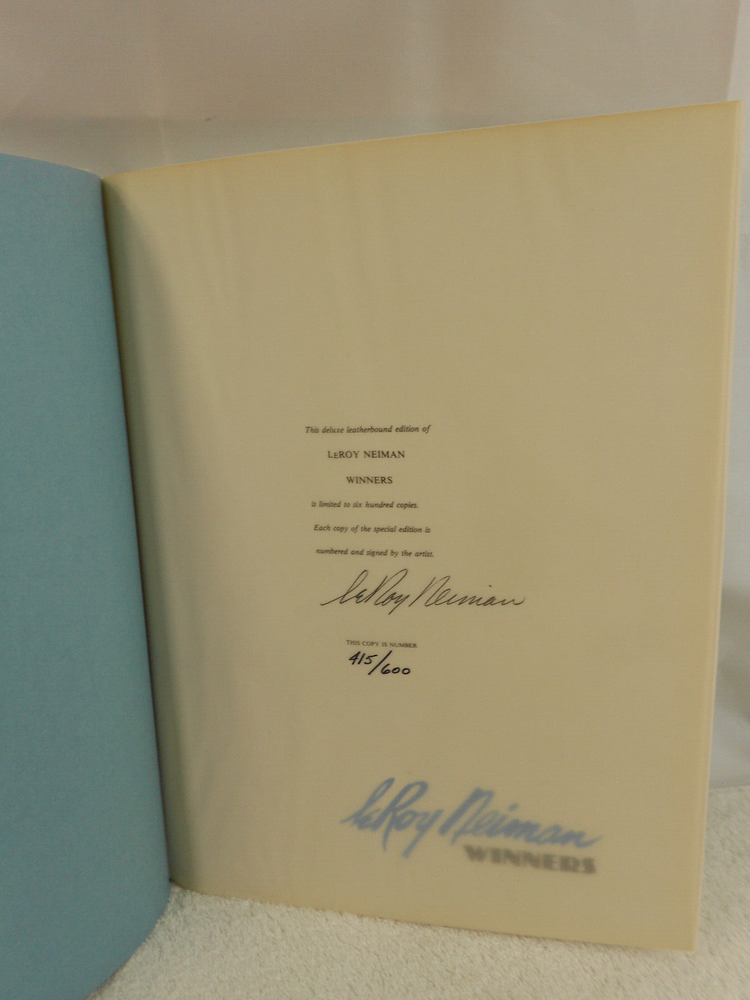 This deluxe leatherbound edition of
LeROY NEIMAN
WINNERS
is limited to six hundred copies.
Each copy of the special edition is
numbered and signed by the artist.
LeRoy Neiman
THIS COPY IS NUMBER
415/600
LeRoy Neiman
WINNERS